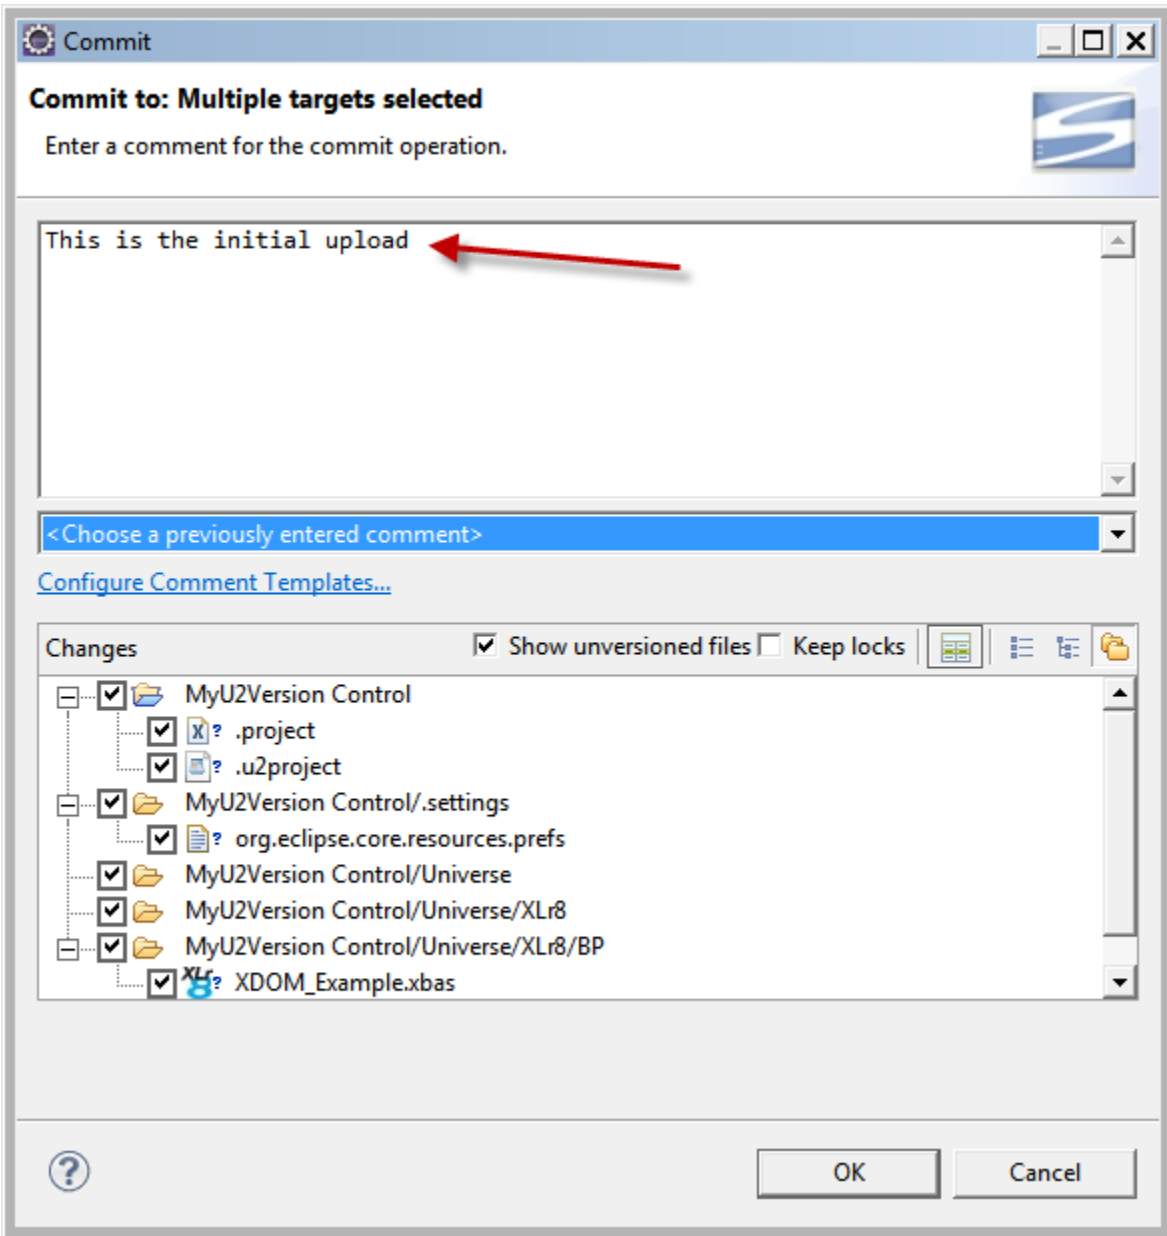 Commit
Commit to: Multiple targets selected
Enter a comment for the commit operation.
This is the initial upload
<Choose a previously entered comment>
Configure Comment Templates...
Changes Show unversioned files Keep locks
MyU2Version Control
.project
.u2project
MyU2Version Control/.settings
org.eclipse.core.resources.prefs
MyU2Version Control/Universe
MyU2Version Control/Universe/XLr8
MyU2Version Control/Universe/XLr8/BP
XDOM_Example.xbas
OK Cancel